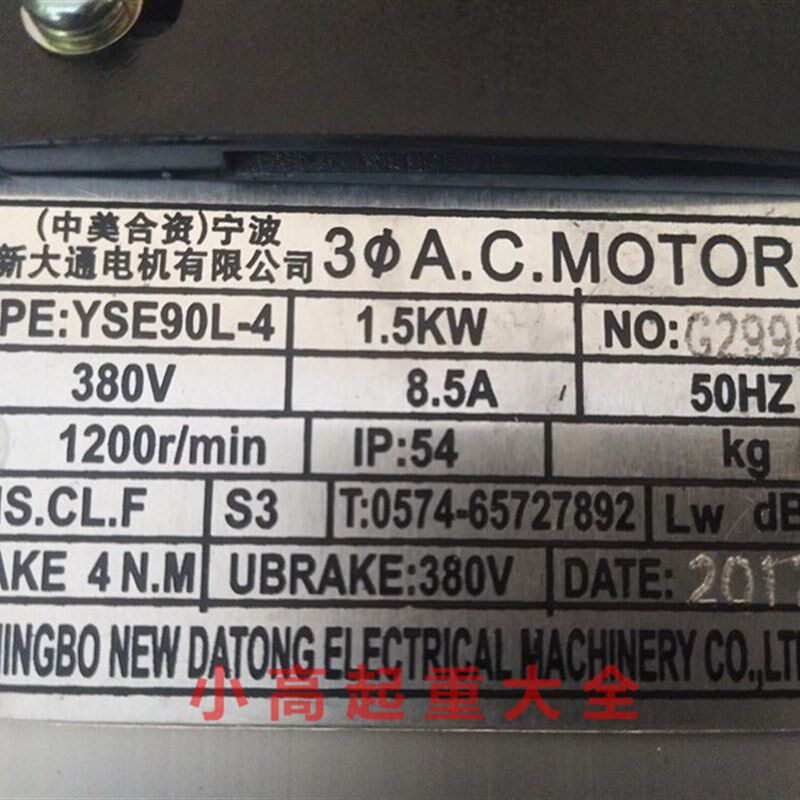 (中美合资)宁波
新大通电机有限公司 3ΦA.C.MOTOR
PE:YSE90L-4 1.5KW NO:G299
380V 8.5A 50HZ
1200r/min IP:54 kg
S.CL.F S3 T:0574-65727892 Lw dB
AKE 4 N.M UBRAKE:380V DATE: 2017
NINGBO NEW DATONG ELECTRICAL MACHINERY CO.,LT
小高起重大全